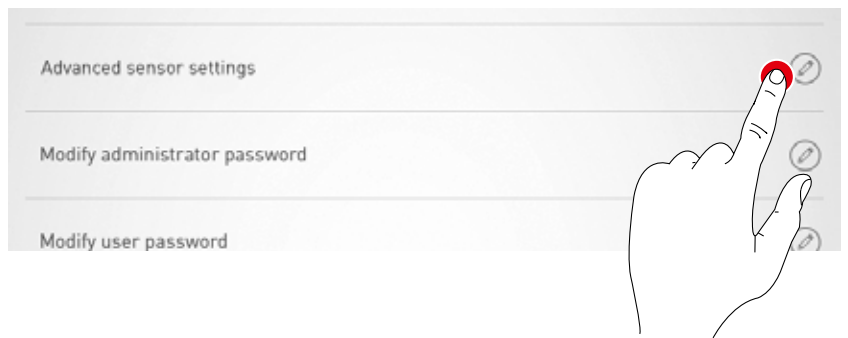 Advanced sensor settings
Modify administrator password
Modify user password